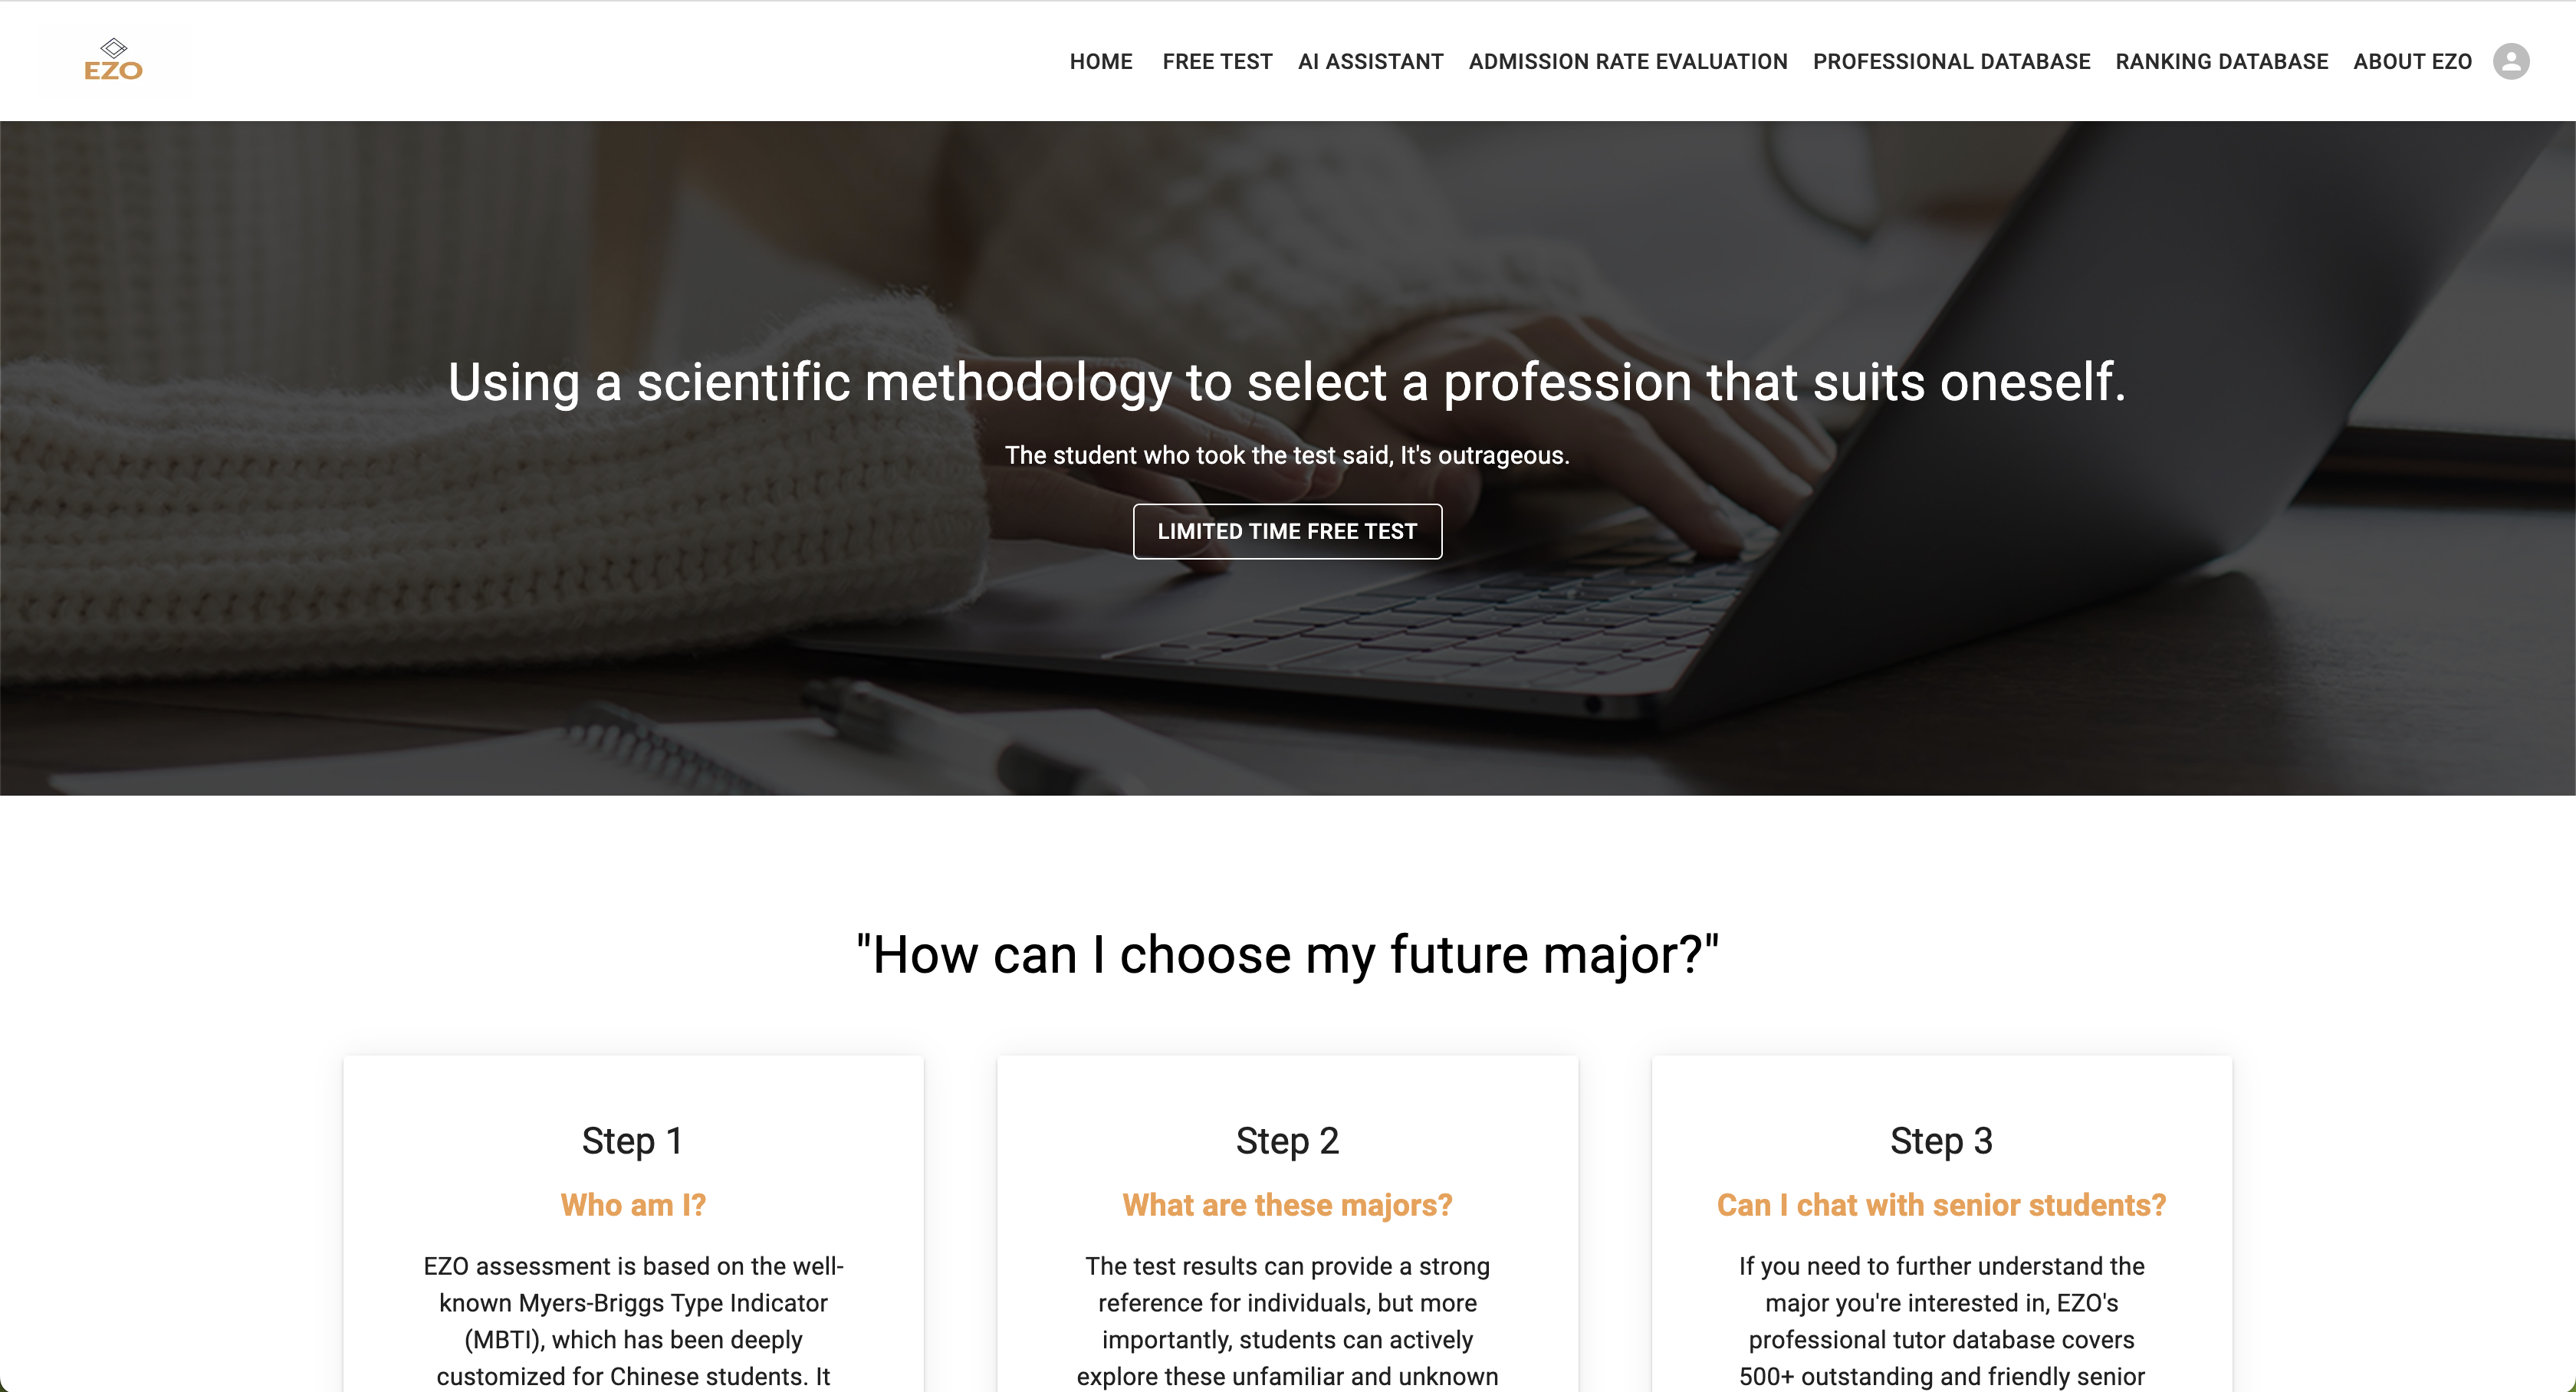 EZO
HOME FREE TEST AI ASSISTANT ADMISSION RATE EVALUATION PROFESSIONAL DATABASE RANKING DATABASE ABOUT EZO
Using a scientific methodology to select a profession that suits oneself.
The student who took the test said, It's outrageous.
LIMITED TIME FREE TEST
"How can I choose my future major?"
Step 1
Who am I?
EZO assessment is based on the well-
known Myers-Briggs Type Indicator
(MBTI), which has been deeply
customized for Chinese students. It
Step 2
What are these majors?
The test results can provide a strong
reference for individuals, but more
importantly, students can actively
explore these unfamiliar and unknown
Step 3
Can I chat with senior students?
If you need to further understand the
major you're interested in, EZO's
professional tutor database covers
500+ outstanding and friendly senior